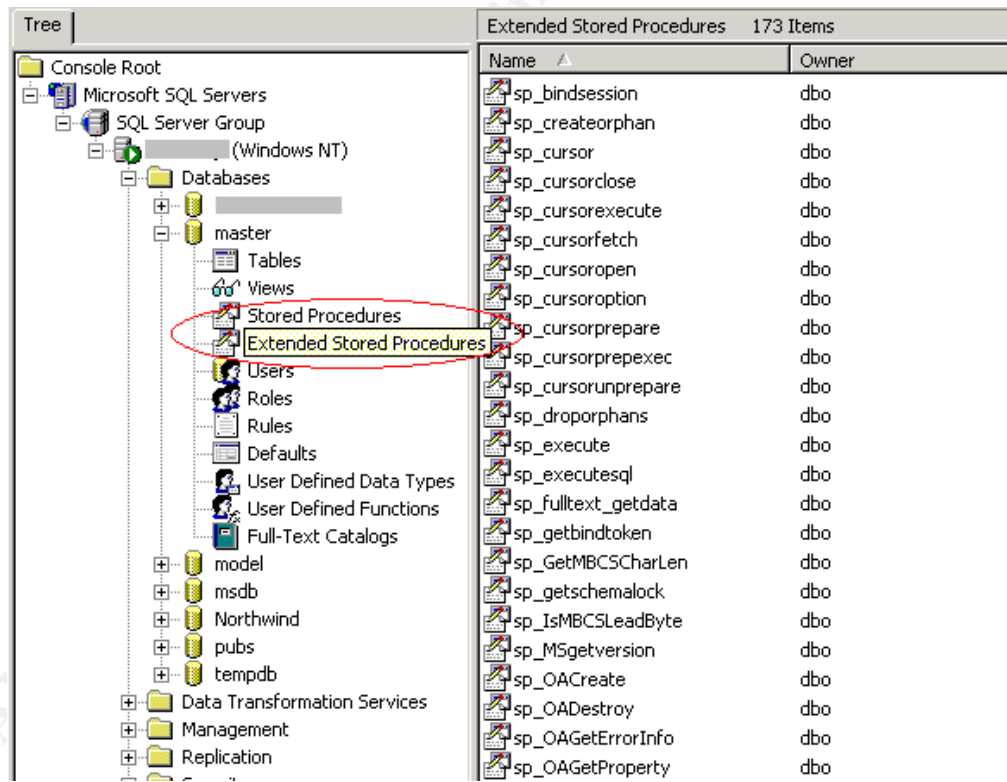 Tree
Console Root
Microsoft SQL Servers
SQL Server Group
(Windows NT)
Databases
master
Tables
Views
Stored Procedures
Extended Stored Procedures
Users
Roles
Rules
Defaults
User Defined Data Types
User Defined Functions
Full-Text Catalogs
model
msdb
Northwind
pubs
tempdb
Data Transformation Services
Management
Replication
Extended Stored Procedures 173 Items
Name Owner
sp_bindsession dbo
sp_createorphan dbo
sp_cursor dbo
sp_cursorclose dbo
sp_cursorexecute dbo
sp_cursorfetch dbo
sp_cursoropen dbo
sp_cursoroption dbo
sp_cursorprepare dbo
sp_cursorprepexec dbo
sp_cursorunprepare dbo
sp_droporphans dbo
sp_execute dbo
sp_executesql dbo
sp_fulltext_getdata dbo
sp_getbindtoken dbo
sp_GetMBCSCharLen dbo
sp_getschemalock dbo
sp_IsMBCSLeadByte dbo
sp_MSgetversion dbo
sp_OACreate dbo
sp_OADestroy dbo
sp_OAGetErrorInfo dbo
sp_OAGetProperty dbo